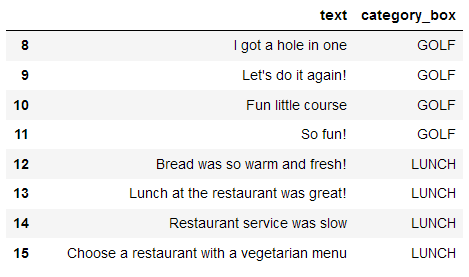 text category_box
8 I got a hole in one GOLF
9 Let's do it again! GOLF
10 Fun little course GOLF
11 So fun! GOLF
12 Bread was so warm and fresh! LUNCH
13 Lunch at the restaurant was great! LUNCH
14 Restaurant service was slow LUNCH
15 Choose a restaurant with a vegetarian menu LUNCH